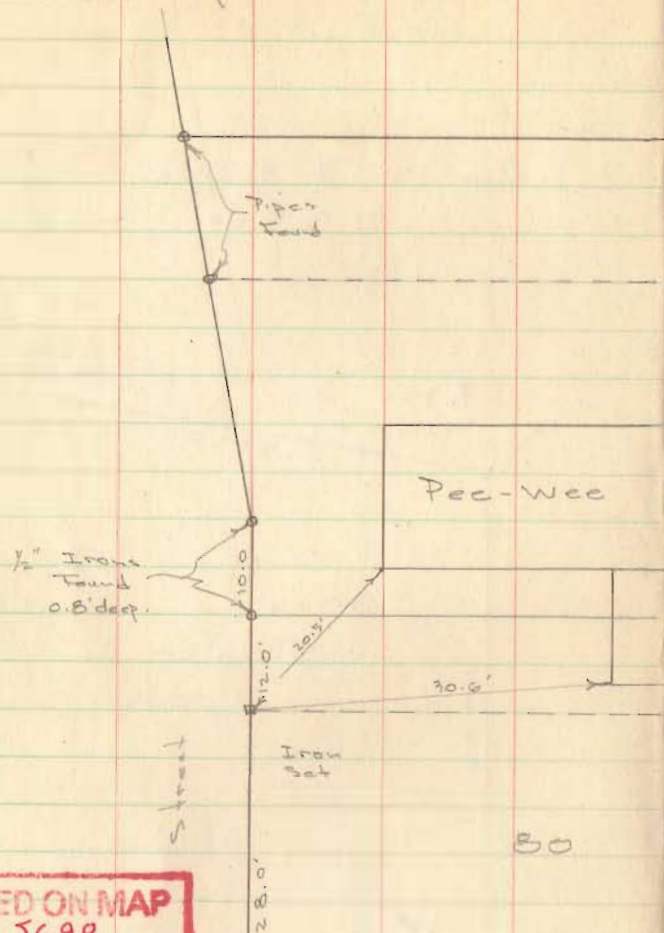 Pipes
Found
Pee-Wee
1/2" Irons
Found
0.8' deep.
10.0
20.5'
12.0'
30.6'
Iron
Set
Street
80
28.0'
ED ON MAP